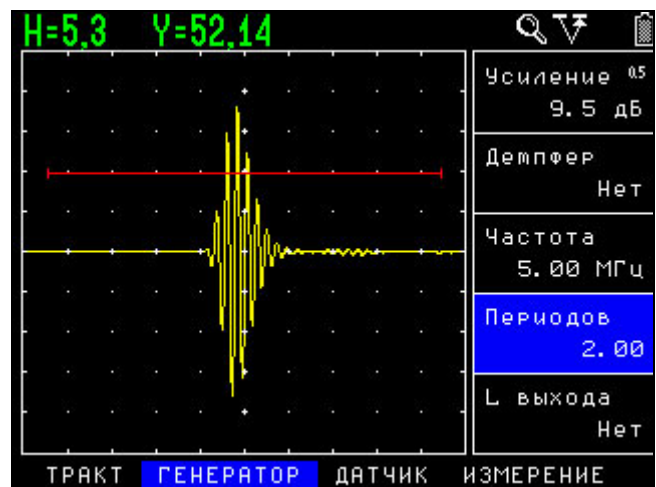 H=5,3 Y=52,14
Усиление 0.5
9.5 дБ
Демпфер
Нет
Частота
5.00 МГц
Периодов
2.00
L выхода
Нет
ТРАКТ ГЕНЕРАТОР ДАТЧИК ИЗМЕРЕНИЕ